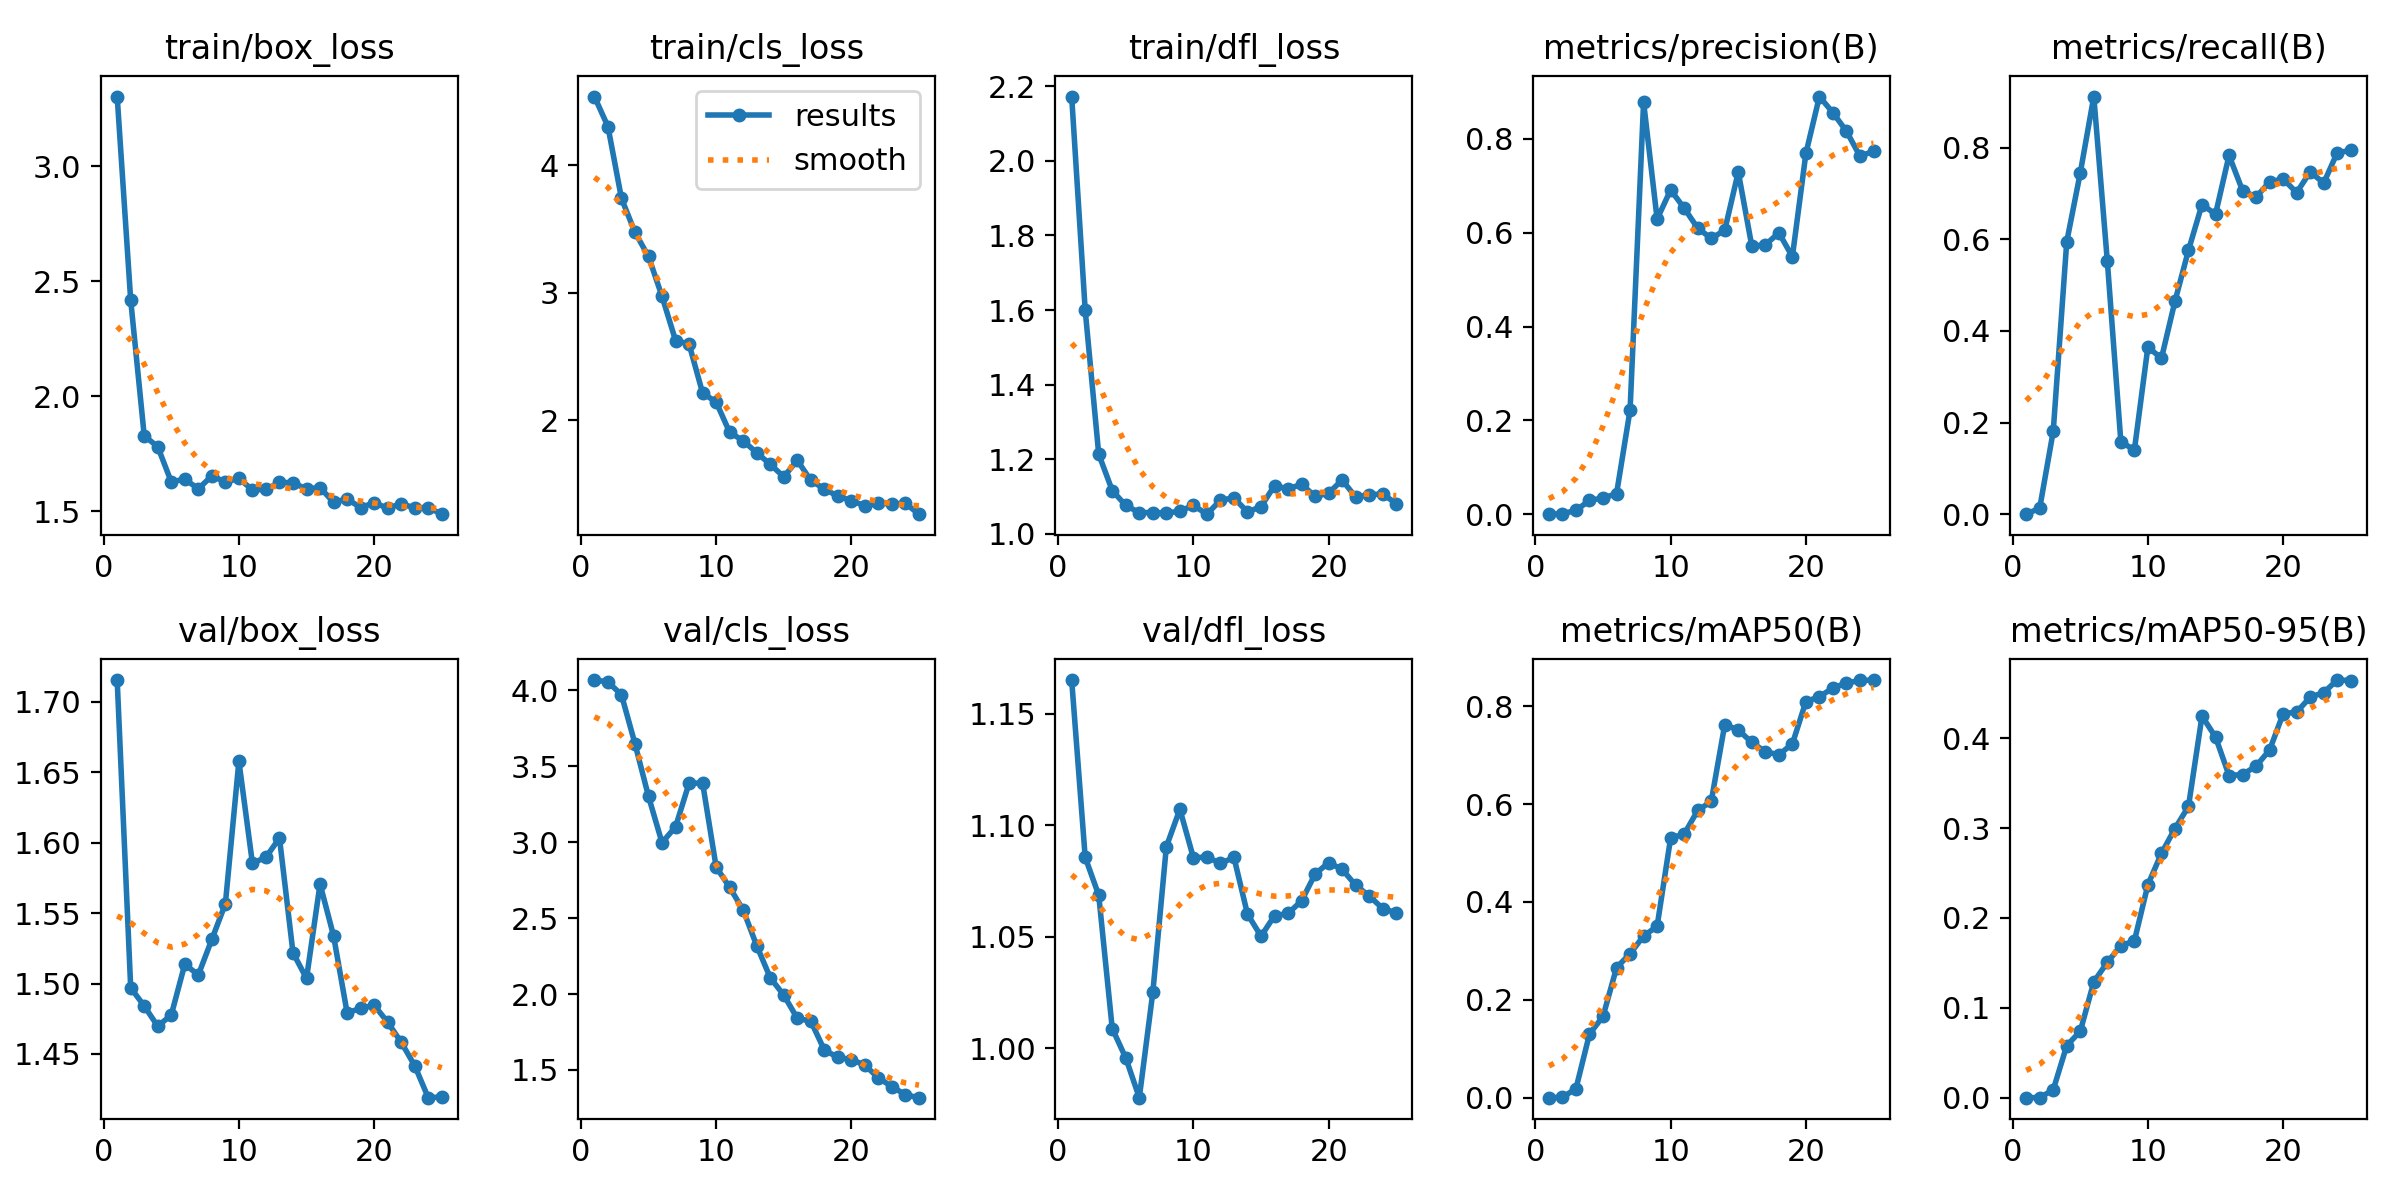 train/box_loss
3.0
2.5
2.0
1.5
0 10 20
train/cls_loss
results
smooth
4
3
2
0 10 20
train/dfl_loss
2.2
2.0
1.8
1.6
1.4
1.2
1.0
0 10 20
metrics/precision(B)
0.8
0.6
0.4
0.2
0.0
0 10 20
metrics/recall(B)
0.8
0.6
0.4
0.2
0.0
0 10 20
val/box_loss
1.70
1.65
1.60
1.55
1.50
1.45
0 10 20
val/cls_loss
4.0
3.5
3.0
2.5
2.0
1.5
0 10 20
val/dfl_loss
1.15
1.10
1.05
1.00
0 10 20
metrics/mAP50(B)
0.8
0.6
0.4
0.2
0.0
0 10 20
metrics/mAP50-95(B)
0.4
0.3
0.2
0.1
0.0
0 10 20